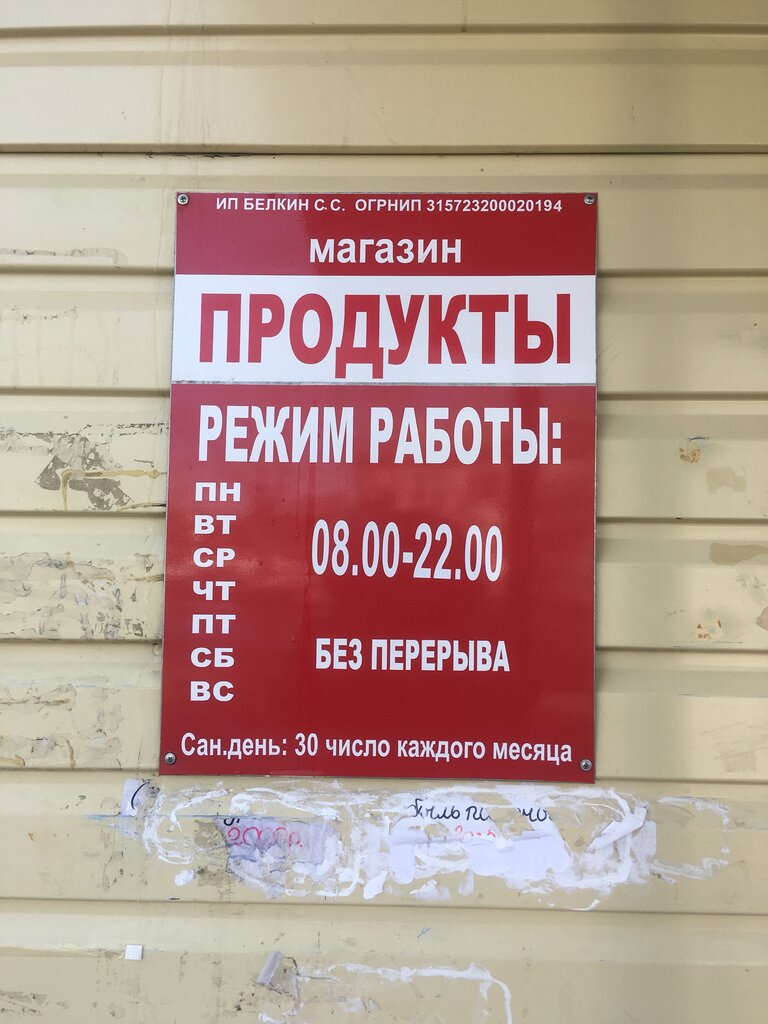 ИП БЕЛКИН С.С. ОГРНИП 315723200020194
магазин
ПРОДУКТЫ
РЕЖИМ РАБОТЫ:
ПН
ВТ
СР
ЧТ
ПТ
СБ
ВС
08.00-22.00
БЕЗ ПЕРЕРЫВА
Сан.день: 30 число каждого месяца